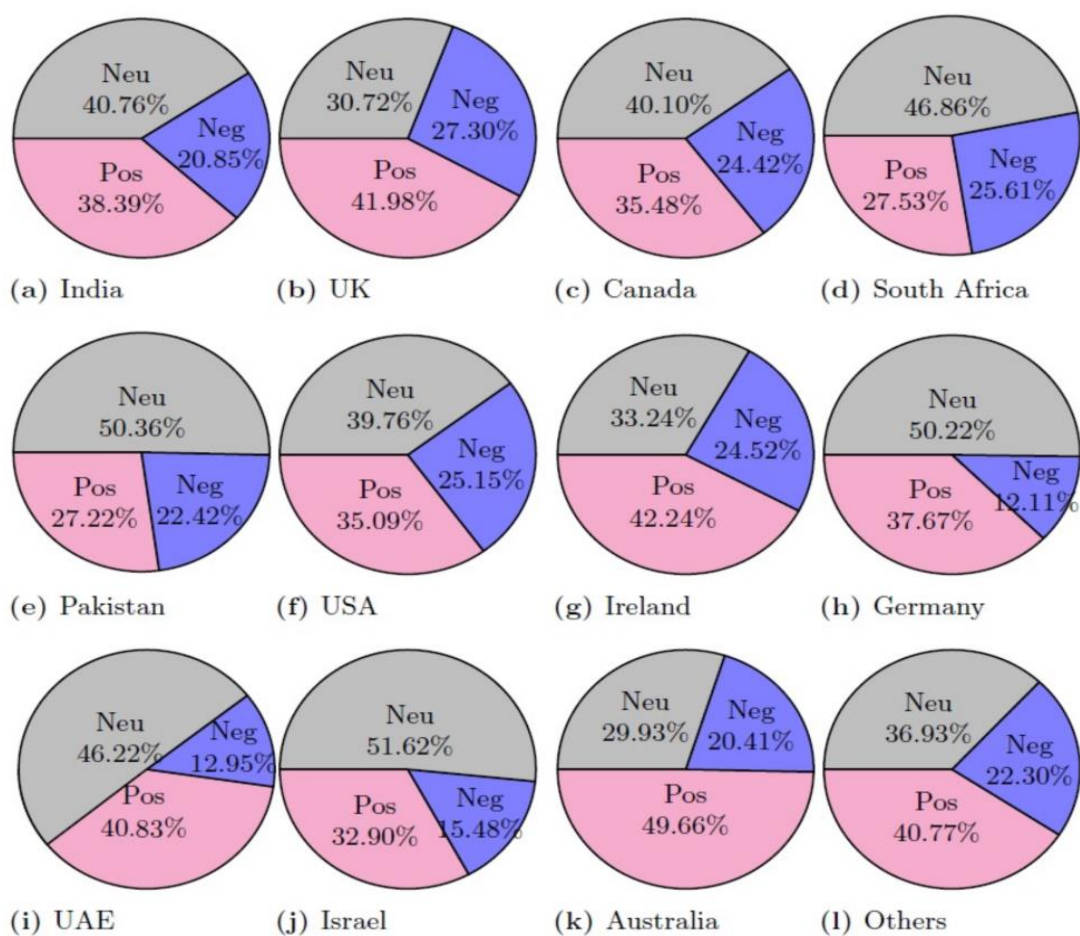 Neu
40.76%
Neg
20.85%
Pos
38.39%
(a) India
Neu
30.72%
Neg
27.30%
Pos
41.98%
(b) UK
Neu
40.10%
Neg
24.42%
Pos
35.48%
(c) Canada
Neu
46.86%
Neg
25.61%
Pos
27.53%
(d) South Africa
Neu
50.36%
Pos
27.22%
Neg
22.42%
(e) Pakistan
Neu
39.76%
Neg
25.15%
Pos
35.09%
(f) USA
Neu
33.24%
Neg
24.52%
Pos
42.24%
(g) Ireland
Neu
50.22%
Neg
12.11%
Pos
37.67%
(h) Germany
Neu
46.22%
Neg
12.95%
Pos
40.83%
(i) UAE
Neu
51.62%
Neg
15.48%
Pos
32.90%
(j) Israel
Neu
29.93%
Neg
20.41%
Pos
49.66%
(k) Australia
Neu
36.93%
Neg
22.30%
Pos
40.77%
(l) Others